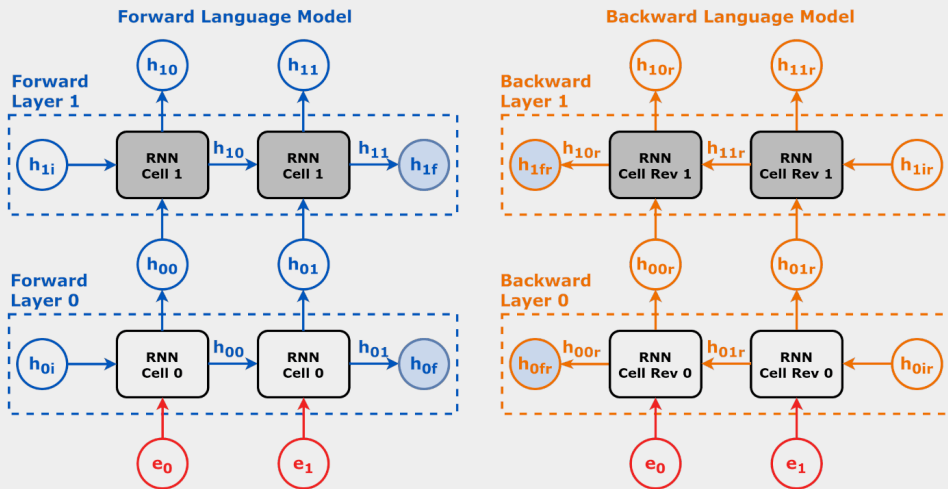 Forward Language Model
Backward Language Model
h10
h11
h10r
h11r
Forward
Layer 1
Backward
Layer 1
h1i
RNN
Cell 1
h10
RNN
Cell 1
h11
h1f
h1fr
h10r
RNN
Cell Rev 1
h11r
RNN
Cell Rev 1
h1ir
h00
h01
h00r
h01r
Forward
Layer 0
Backward
Layer 0
h0i
RNN
Cell 0
h00
RNN
Cell 0
h01
h0f
h0fr
h00r
RNN
Cell Rev 0
h01r
RNN
Cell Rev 0
h0ir
e0
e1
e0
e1